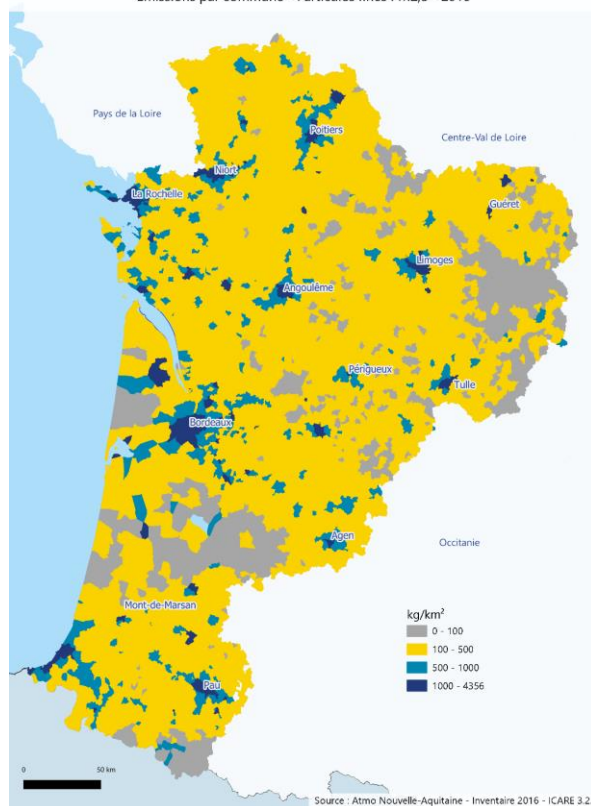 Pays de la Loire
Centre-Val de Loire
Poitiers
Niort
La Rochelle
Guéret
Limoges
Angoulême
Périgueux
Tulle
Bordeaux
Agen
Occitanie
Mont-de-Marsan
Pau
kg/km²
0 - 100
100 - 500
500 - 1000
1000 - 4356
0 50 km
Source : Atmo Nouvelle-Aquitaine - Inventaire 2016 - ICARE 3.2